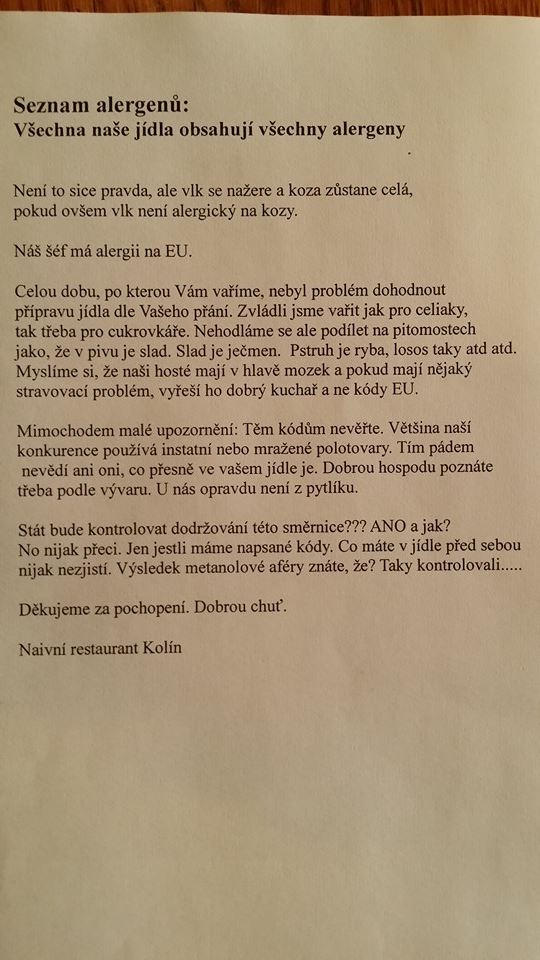 Seznam alergenů:
Všechna naše jídla obsahují všechny alergeny
Není to sice pravda, ale vlk se nažere a koza zůstane celá,
pokud ovšem vlk není alergický na kozy.
Náš šéf má alergii na EU.
Celou dobu, po kterou Vám vaříme, nebyl problém dohodnout
přípravu jídla dle Vašeho přání. Zvládli jsme vařit jak pro celiaky,
tak třeba pro cukrovkáře. Nehodláme se ale podílet na pitomostech
jako, že v pivu je slad. Slad je ječmen.  Pstruh je ryba, losos taky atd atd.
Myslíme si, že naši hosté mají v hlavě mozek a pokud mají nějaký
stravovací problém, vyřeší ho dobrý kuchař a ne kódy EU.
Mimochodem malé upozornění: Těm kódům nevěřte. Většina naší
konkurence používá instatní nebo mražené polotovary. Tím pádem
nevědí ani oni, co přesně ve vašem jídle je. Dobrou hospodu poznáte
třeba podle vývaru. U nás opravdu není z pytlíku.
Stát bude kontrolovat dodržování této směrnice??? ANO a jak?
No nijak přeci. Jen jestli máme napsané kódy. Co máte v jídle před sebou
nijak nezjistí. Výsledek metanolové aféry znáte, že? Taky kontrolovali.....
Děkujeme za pochopení. Dobrou chuť.
Naivní restaurant Kolín